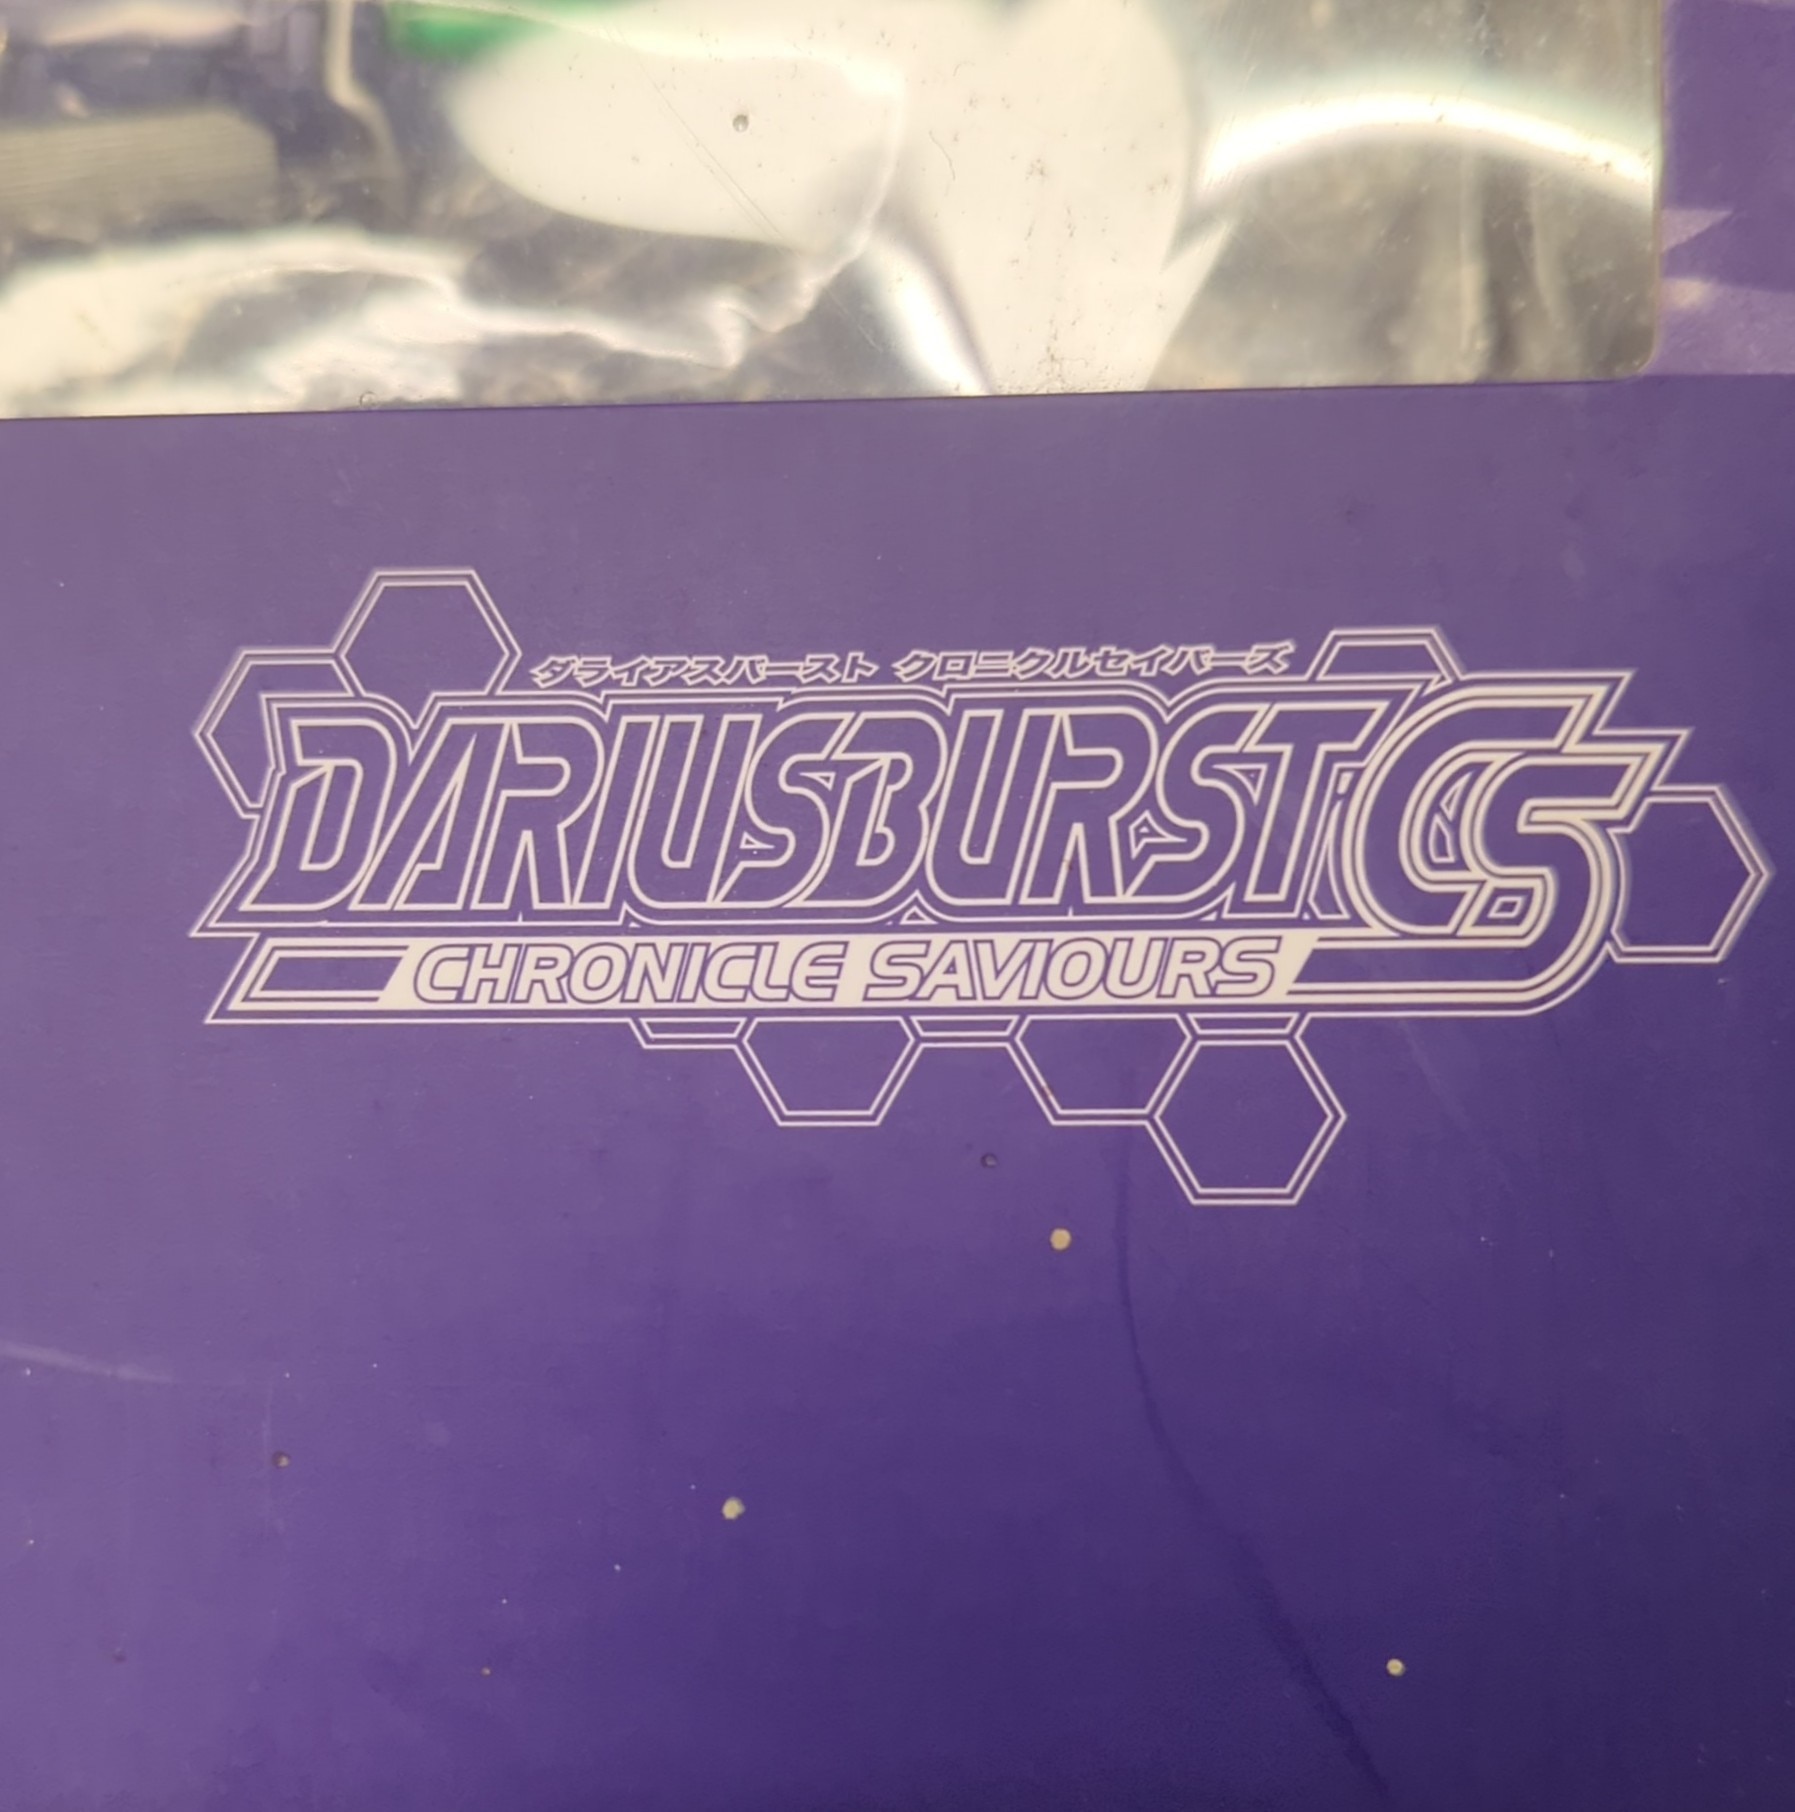 ダライアスバースト クロニクルセイバーズ
DARIUSBURST CS
CHRONICLE SAVIOURS